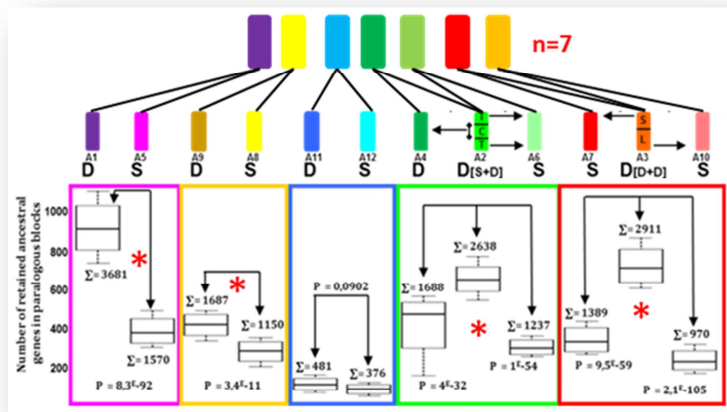 n=7
I
C
T
S
L
A1 A5 A9 A8 A11 A12 A4 A2 A6 A7 A3 A10
D S D S D S D D[S+D] S S D[D+D] S
Number of retained ancestral
genes in paralogous blocks
1000
800
600
400
200
Σ=3681
*
Σ=1570
P = 8,3E-92
Σ=1687
*
Σ=1150
P = 3,4E-11
P = 0,0902
Σ=481
Σ=376
Σ=1688
Σ=2638
*
Σ=1237
P = 4E-32
P = 1E-54
Σ=2911
Σ=1389
*
Σ=970
P = 9,5E-59
P = 2,1E-105